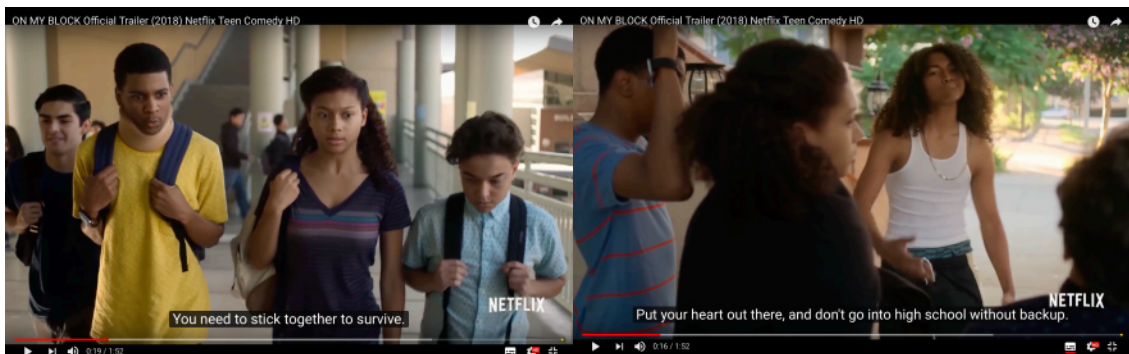 ON MY BLOCK Official Trailer (2018) Netflix Teen Comedy HD
NETFLIX
You need to stick together to survive.
0:19 / 1:52
ON MY BLOCK Official Trailer (2018) Netflix Teen Comedy HD
NETFLIX
Put your heart out there, and don't go into high school without backup.
0:16 / 1:52